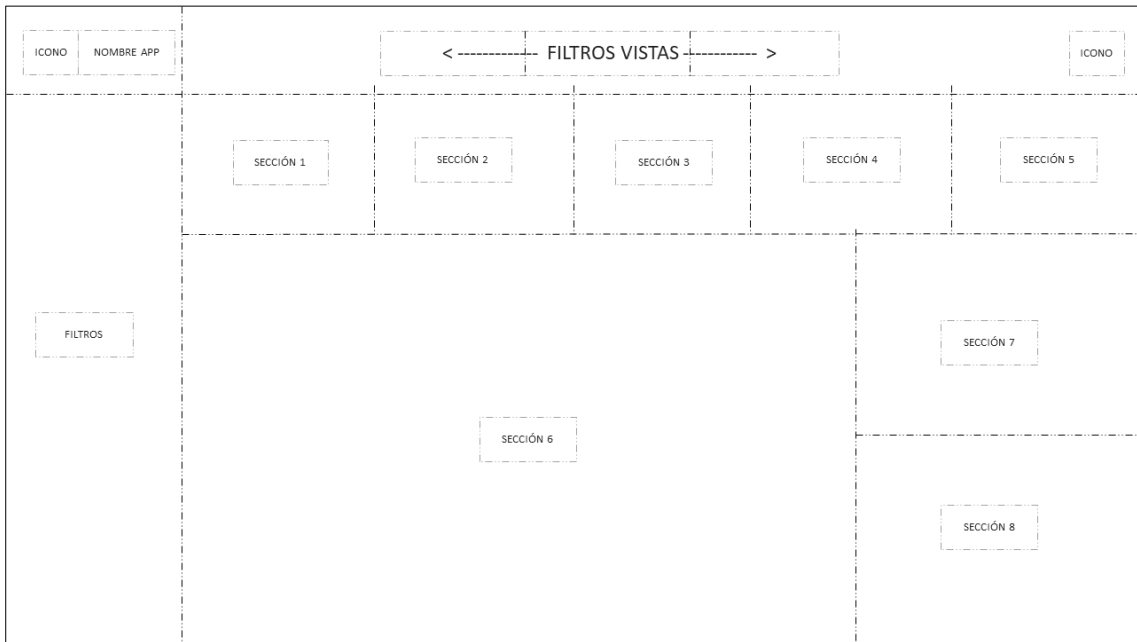 ICONO NOMBRE APP < ------------- FILTROS VISTAS ------------ > ICONO
SECCIÓN 1 SECCIÓN 2 SECCIÓN 3 SECCIÓN 4 SECCIÓN 5
FILTROS
SECCIÓN 7
SECCIÓN 6
SECCIÓN 8